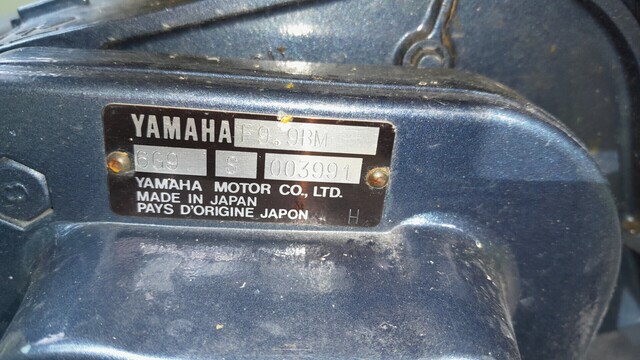 YAMAHA F9.9BM
6G9 S 003991
YAMAHA MOTOR CO., LTD.
MADE IN JAPAN
PAYS D'ORIGINE JAPON H